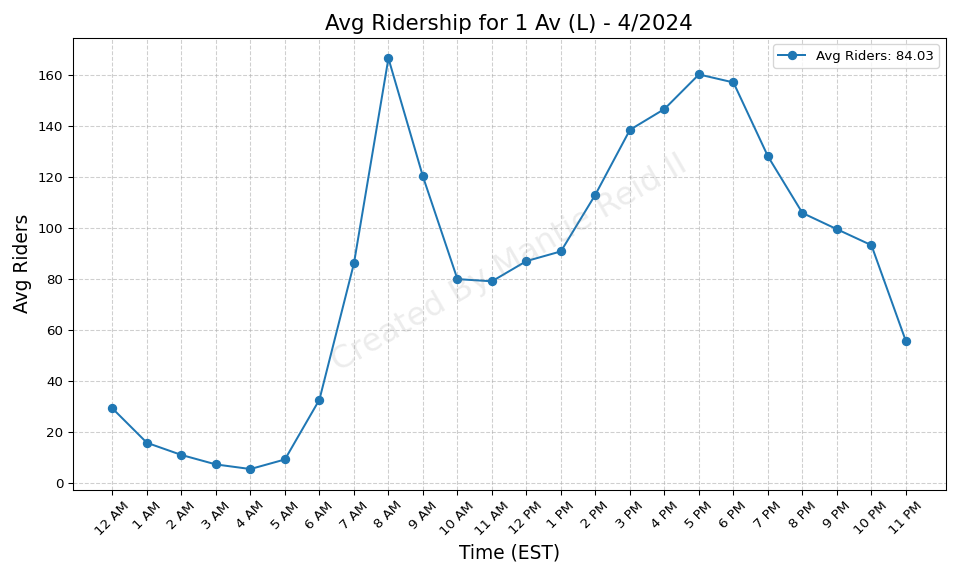 Avg Ridership for 1 Av (L) - 4/2024
Avg Riders: 84.03
Avg Riders
160
140
120
100
80
60
40
20
0
Created By Mantie Reid II
12 AM
1 AM
2 AM
3 AM
4 AM
5 AM
6 AM
7 AM
8 AM
9 AM
10 AM
11 AM
12 PM
1 PM
2 PM
3 PM
4 PM
5 PM
6 PM
7 PM
8 PM
9 PM
10 PM
11 PM
Time (EST)